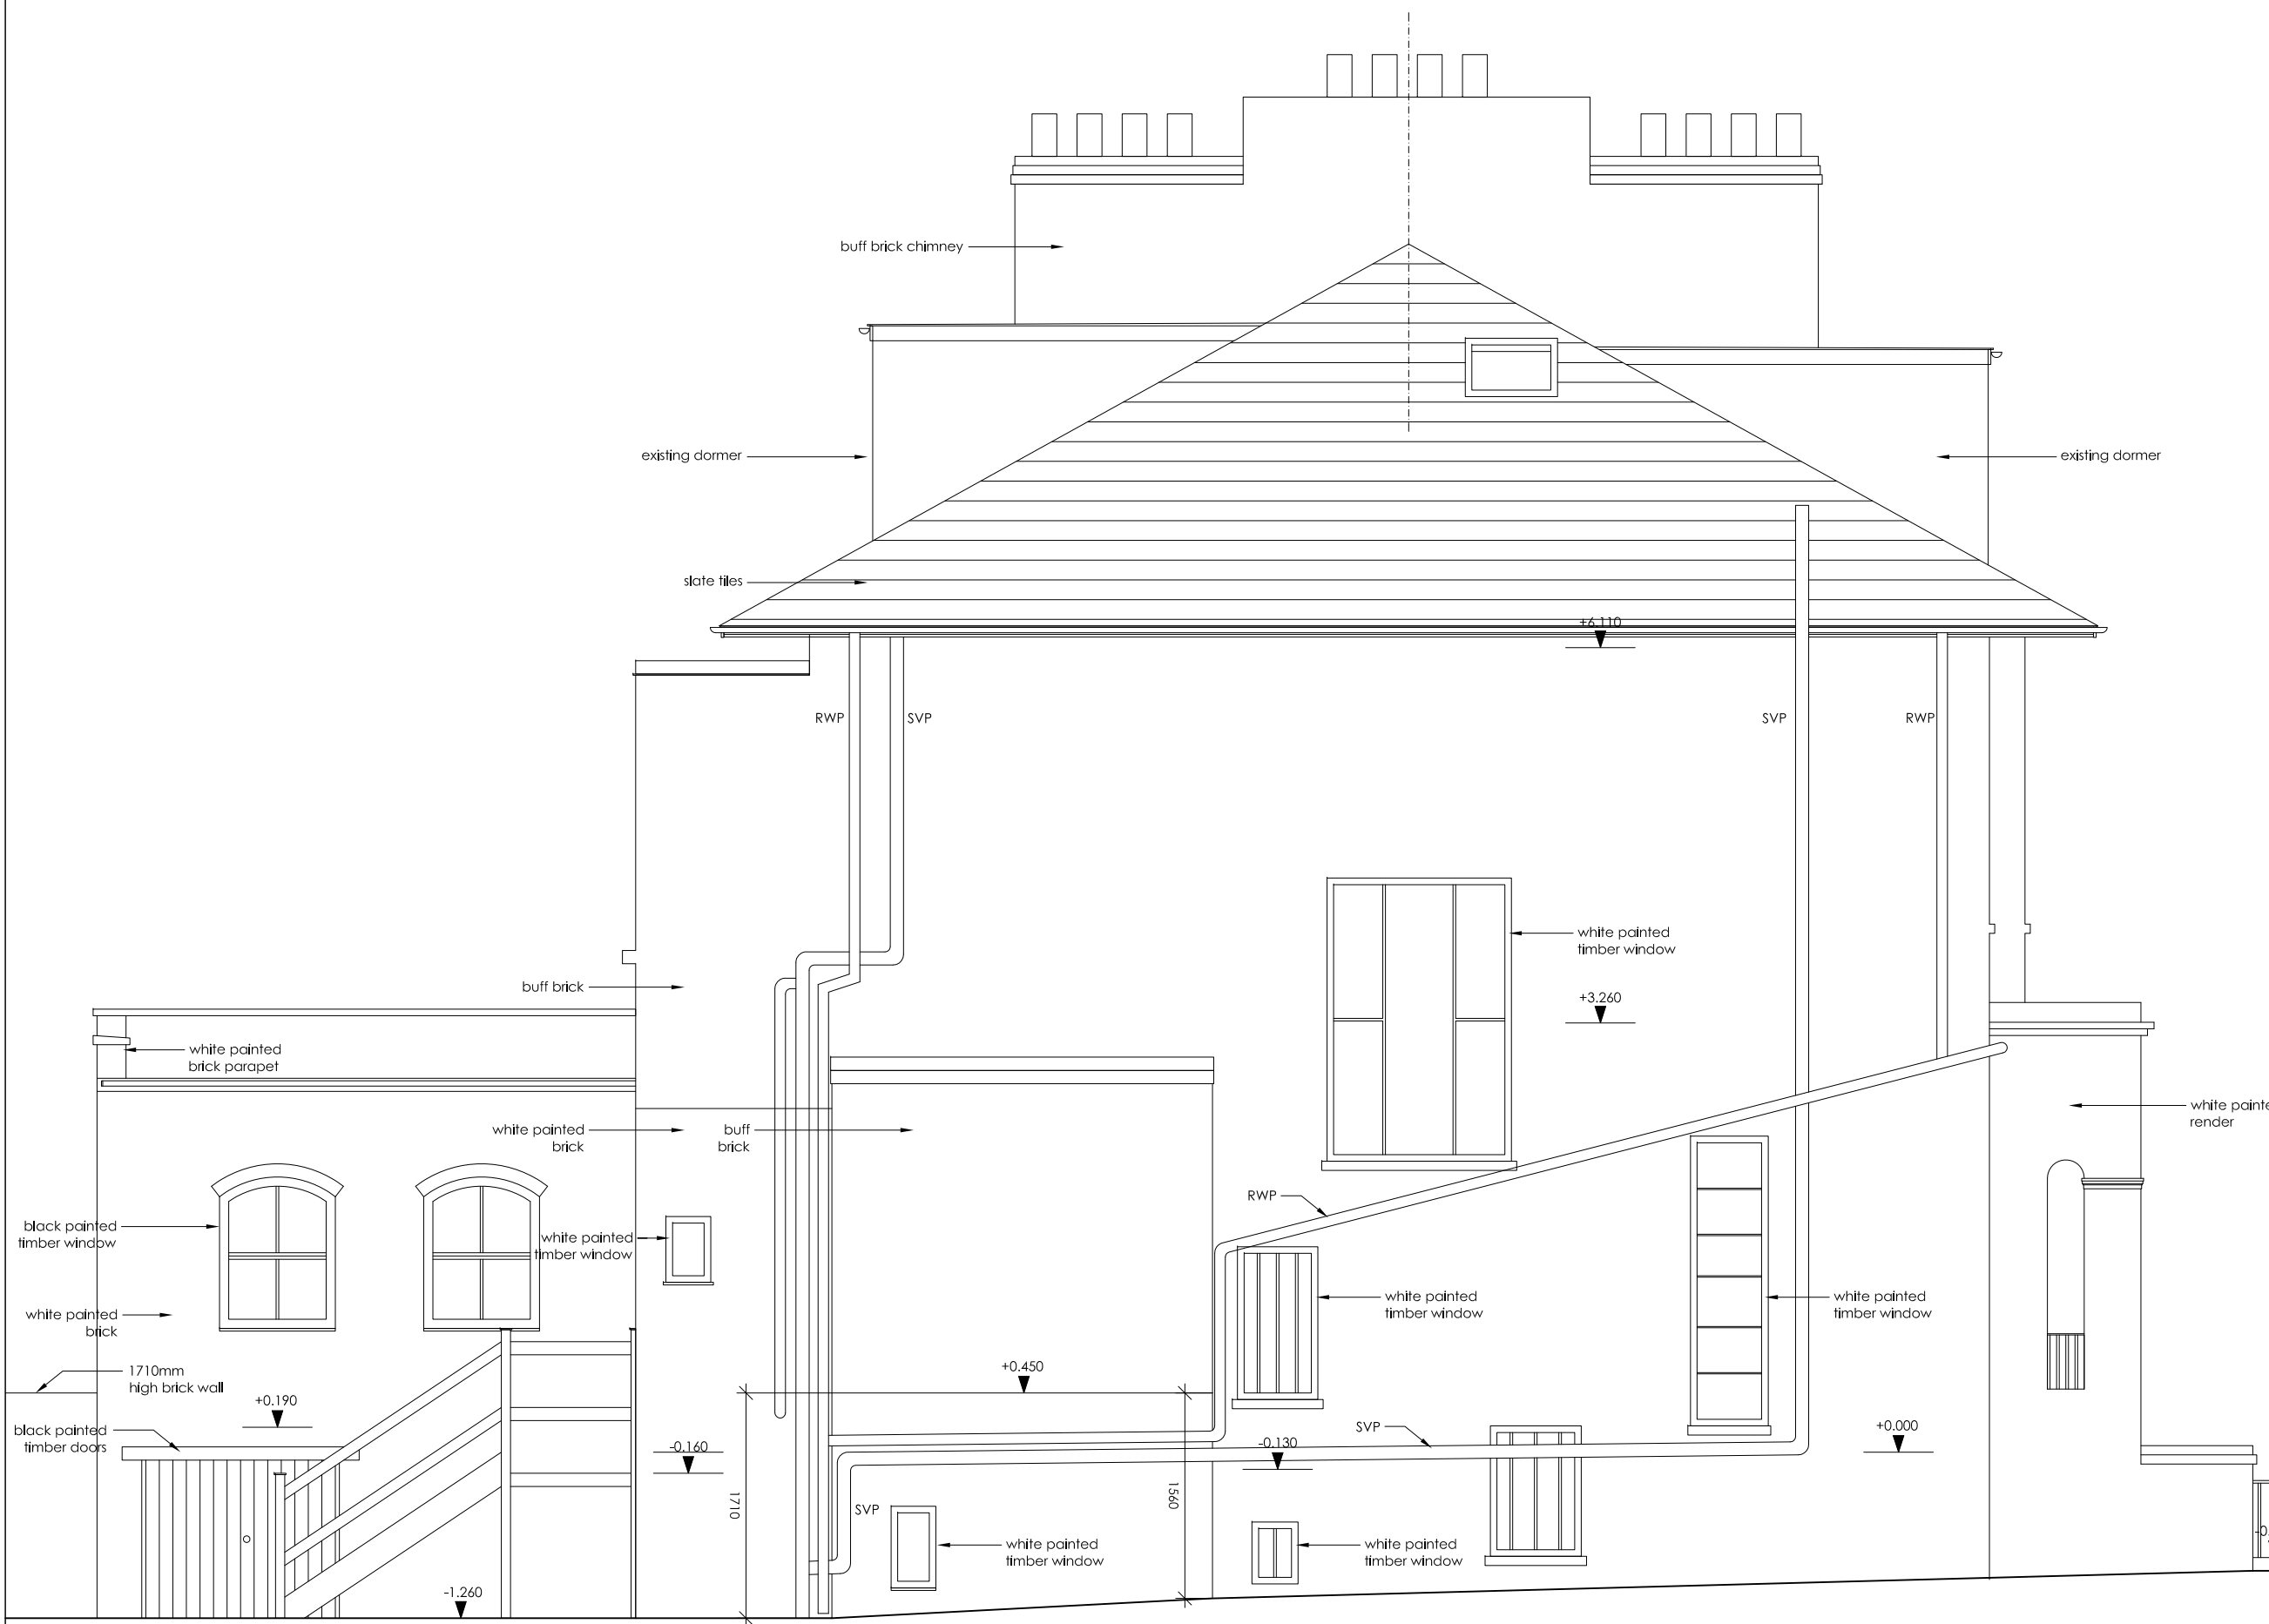 buff brick chimney
existing dormer
existing dormer
slate tiles
+6.110
RWP
SVP
SVP
RWP
white painted
timber window
buff brick
+3.260
white painted
brick parapet
white painted
brick
buff
brick
white
render
RWP
black painted
timber window
white painted
timber window
white painted
timber window
white painted
timber window
white painted
brick
1710mm
high brick wall
+0.450
+0.190
black painted
timber doors
SVP
+0.000
-0.160
-0.130
1710
1560
SVP
white painted
timber window
white painted
timber window
-1.260